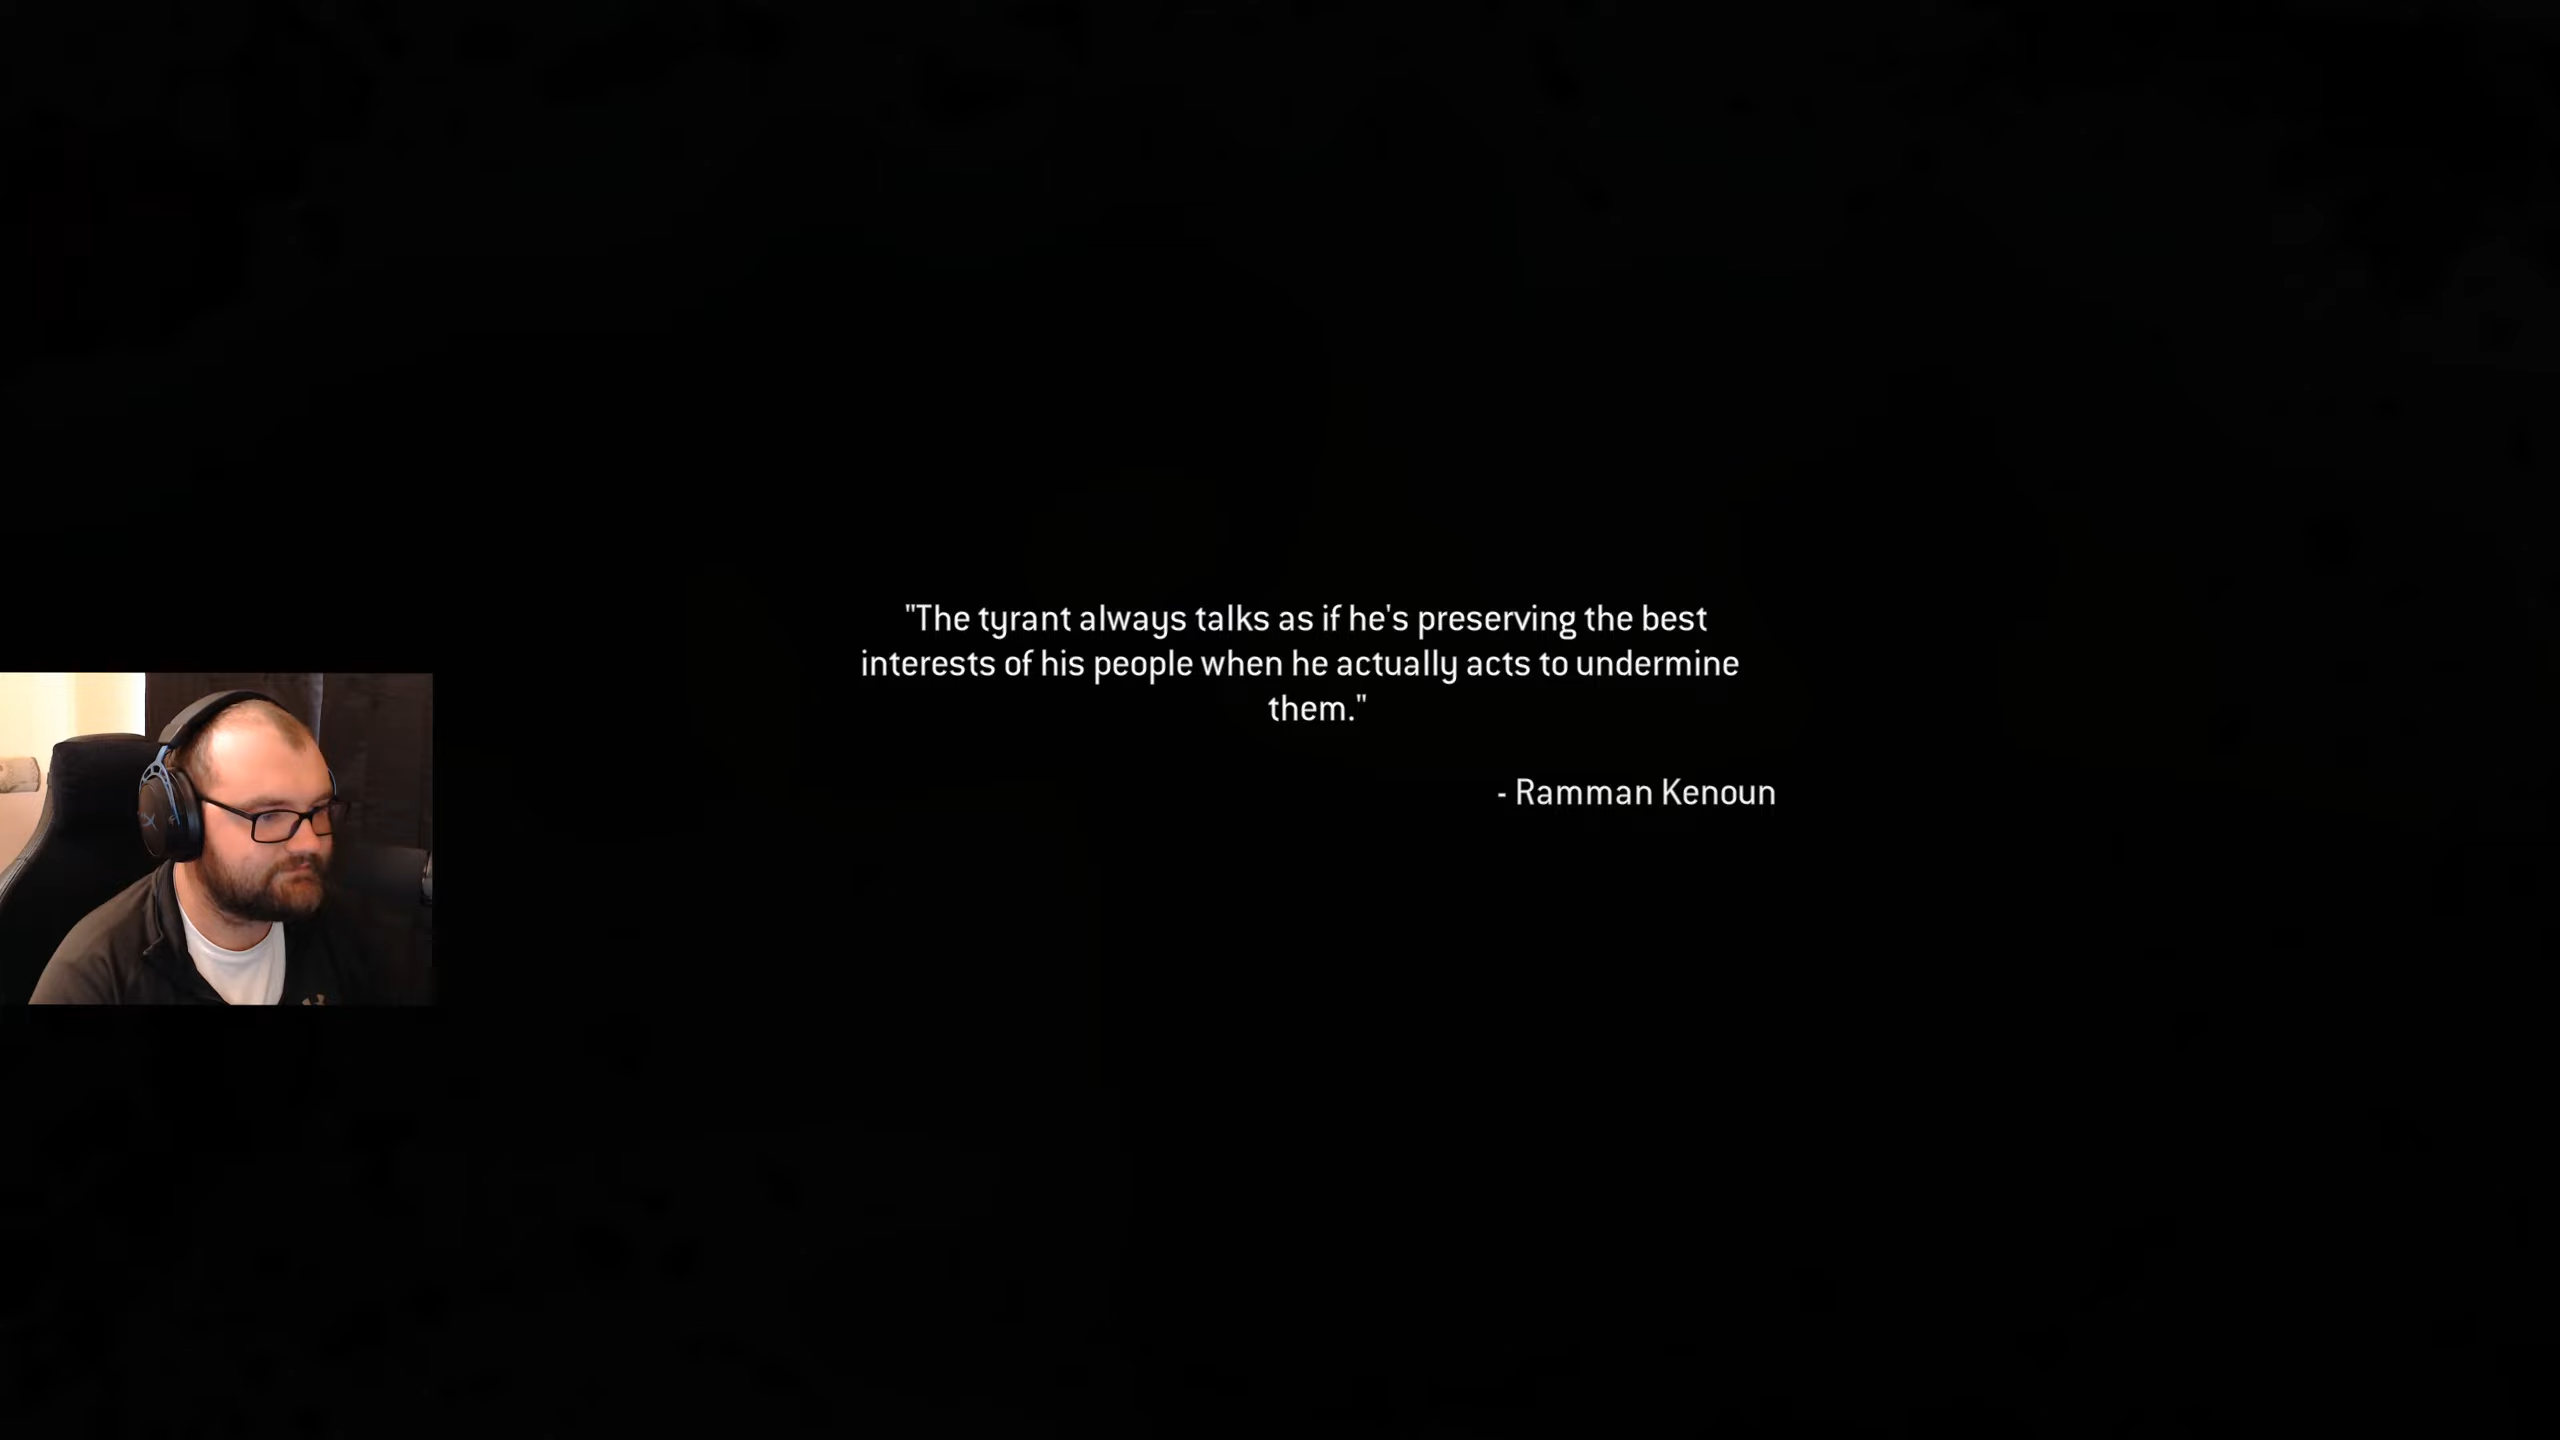 "The tyrant always talks as if he's preserving the best
interests of his people when he actually acts to undermine
them."
- Ramman Kenoun